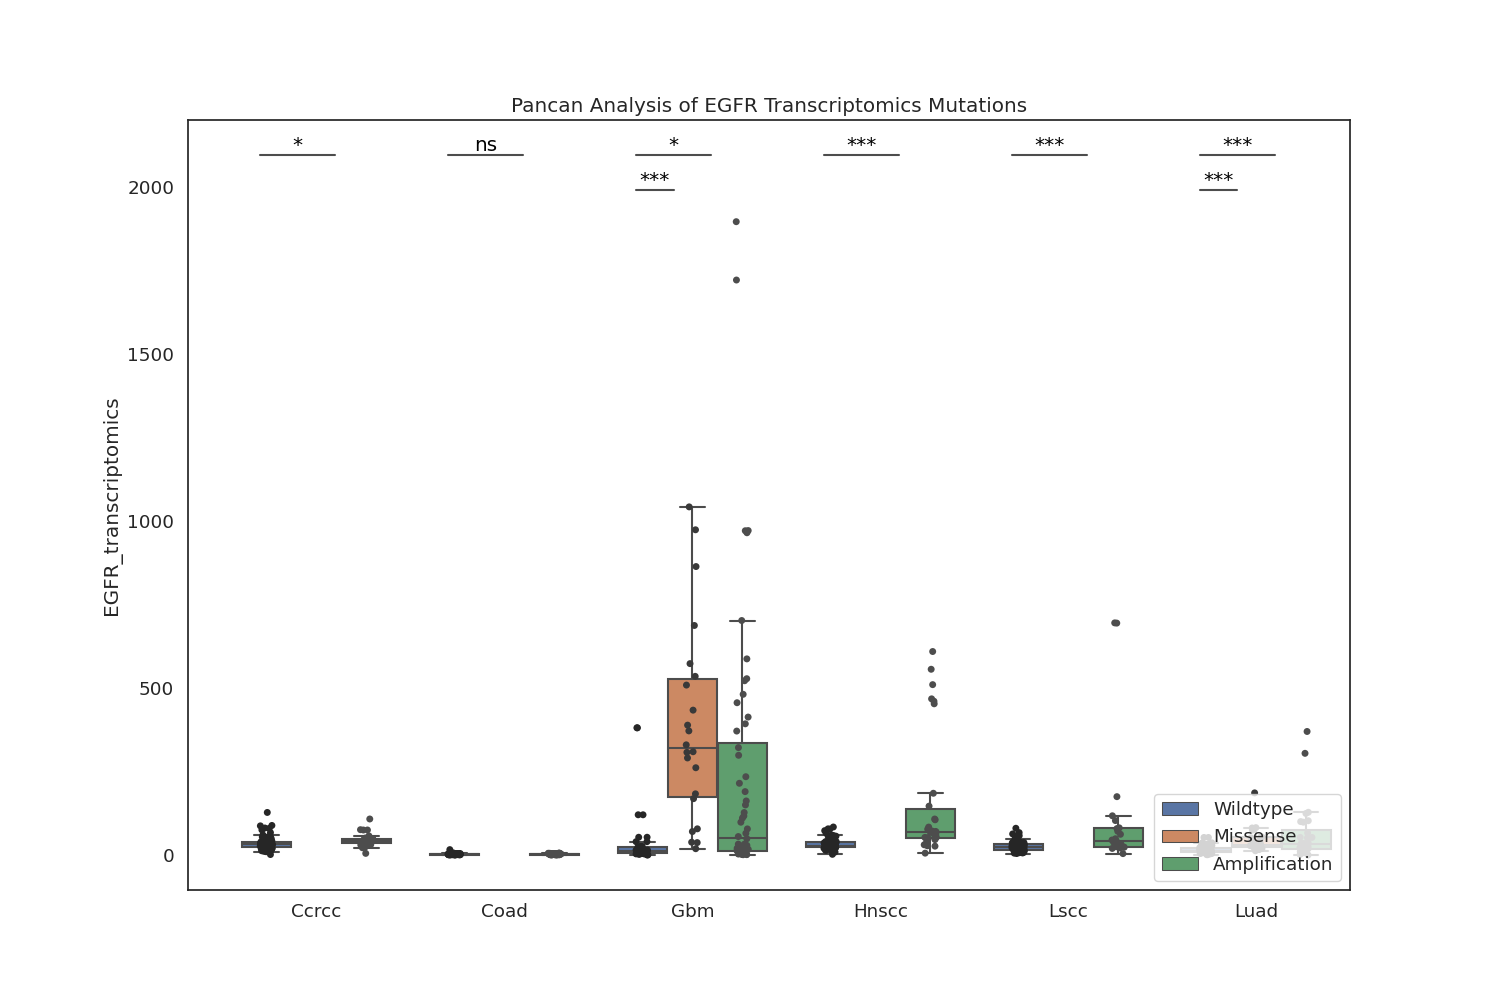 Pancan Analysis of EGFR Transcriptomics Mutations
* ns * *** *** ***
*** ***
2000
1500
1000
500
0
EGFR_transcriptomics
Wildtype
Missense
Amplification
Ccrcc Coad Gbm Hnscc Lscc Luad